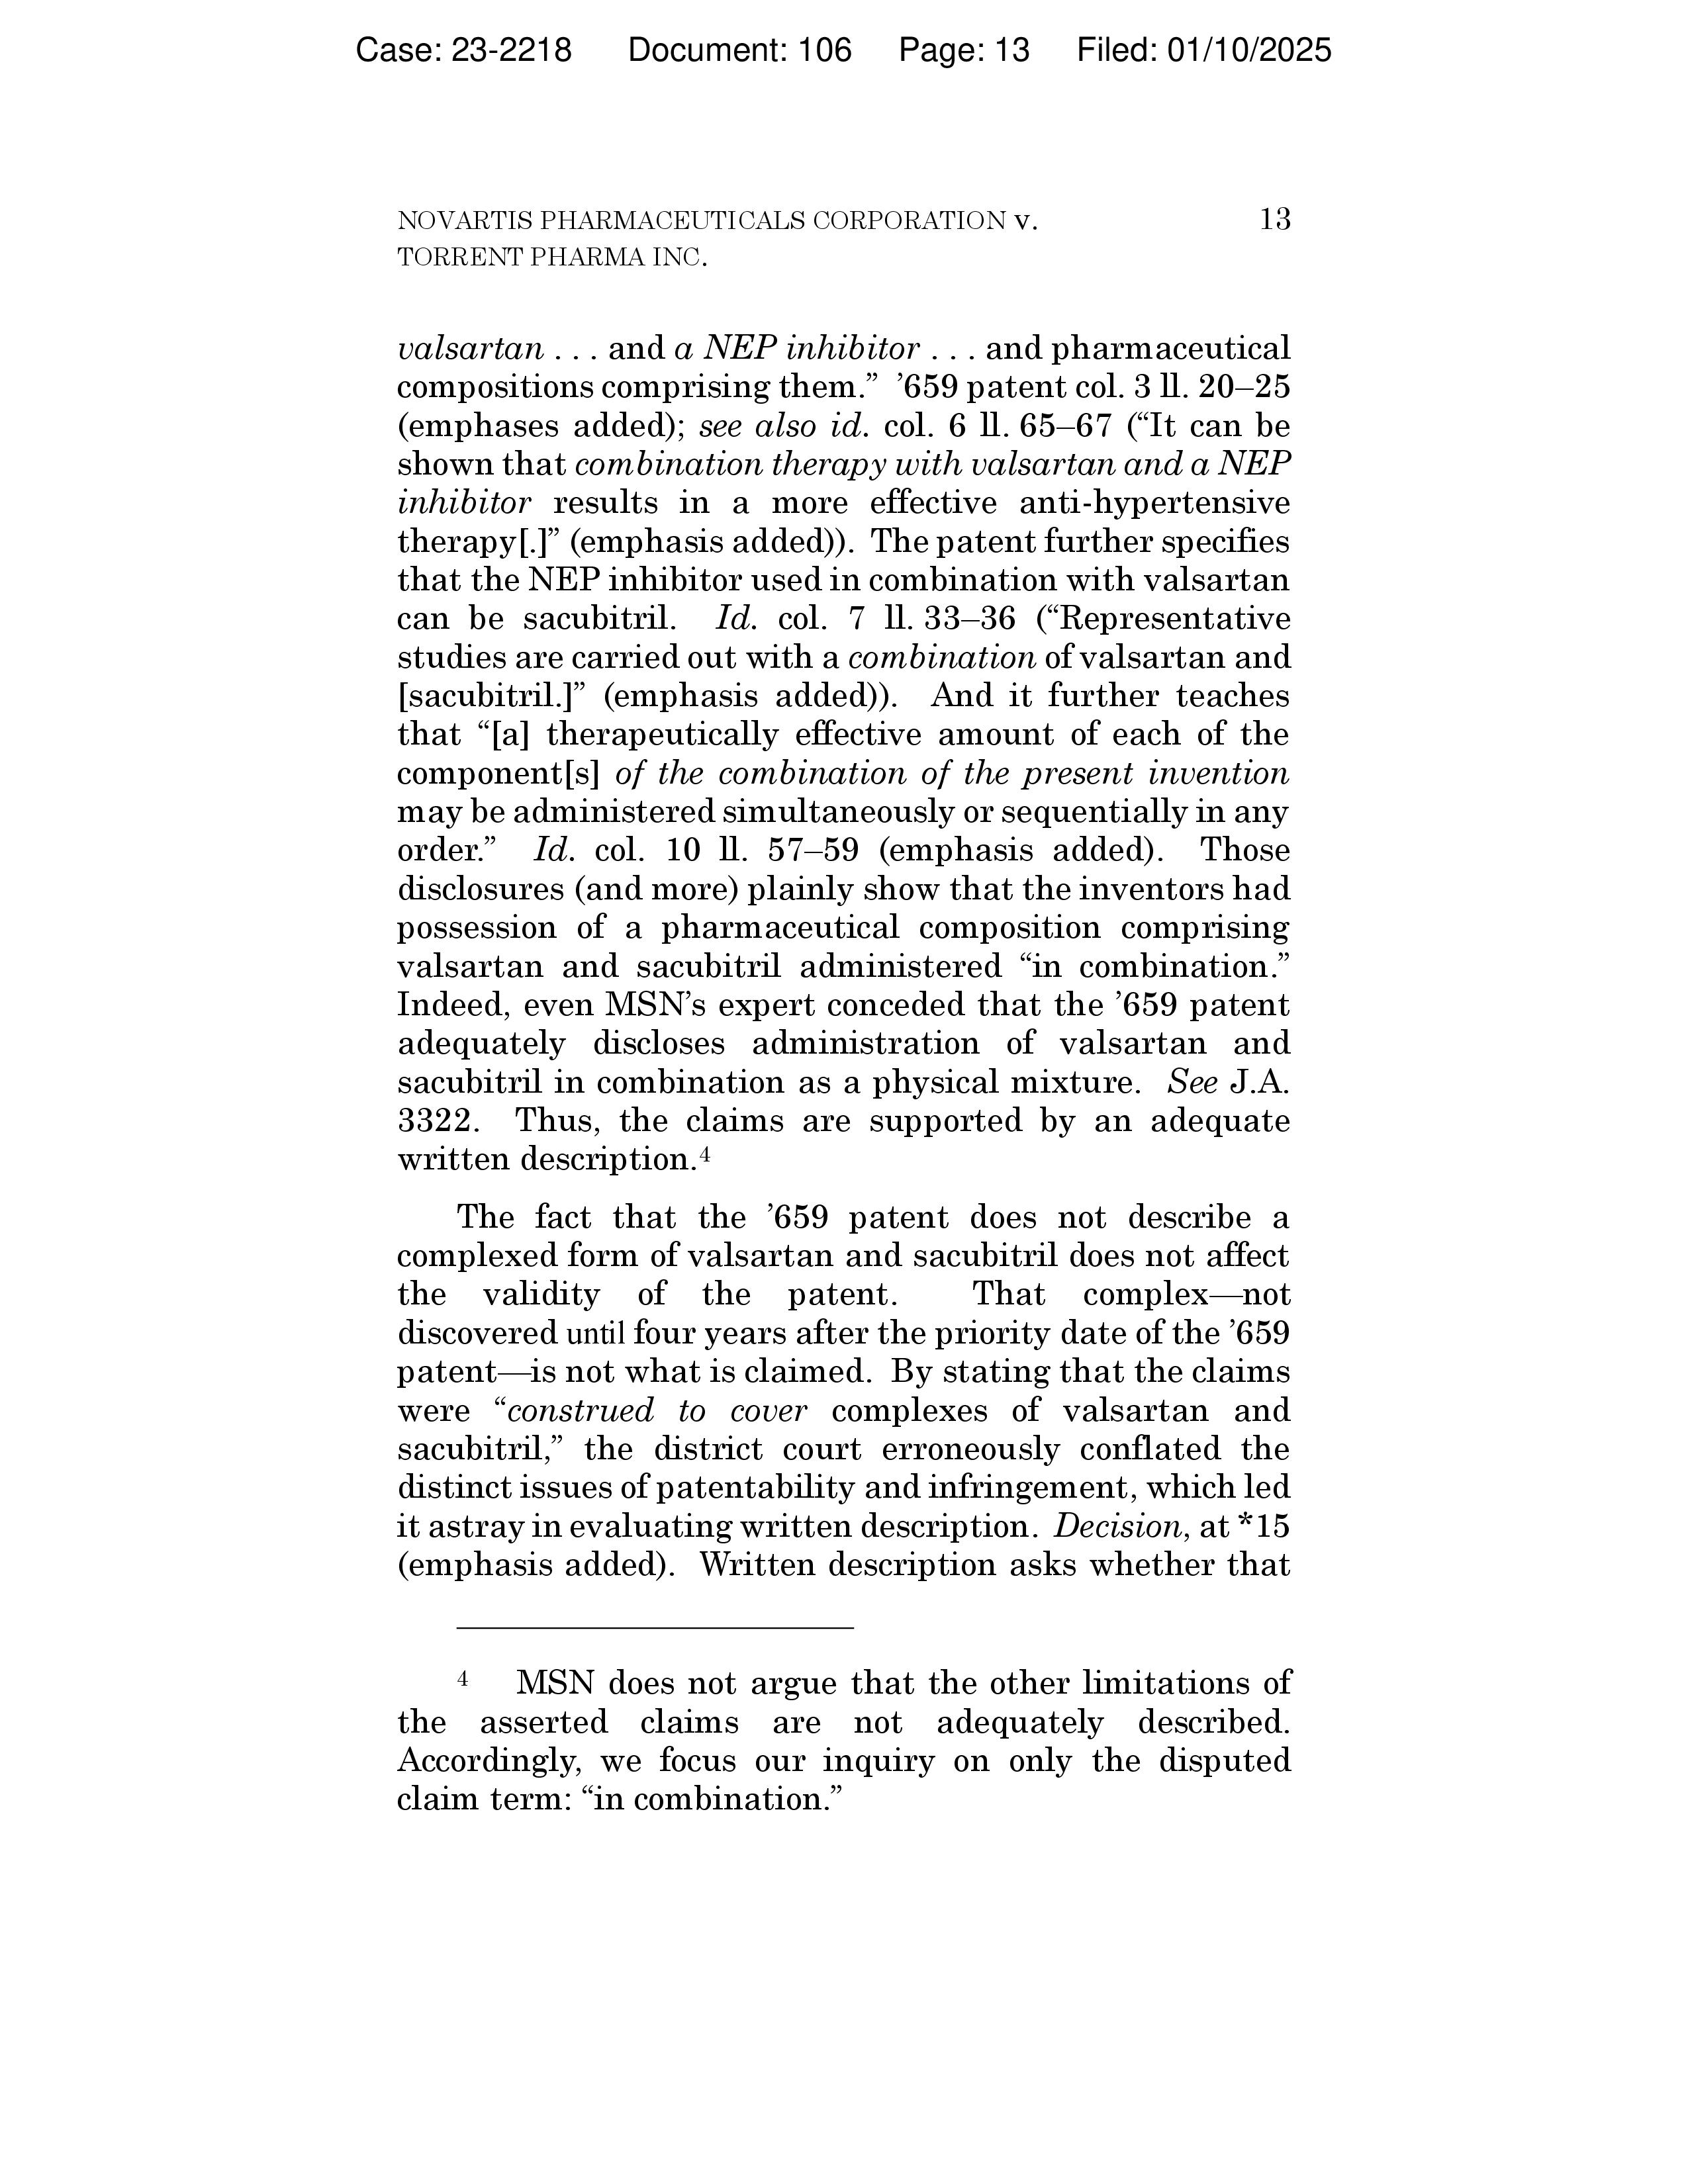 Case: 23-2218 Document: 106 Page: 13 Filed: 01/10/2025
NOVARTIS PHARMACEUTICALS CORPORATION v. 13
TORRENT PHARMA INC.
valsartan . . . and a NEP inhibitor . . . and pharmaceutical
compositions comprising them.” ’659 patent col. 3 ll. 20–25
(emphases added); see also id. col. 6 ll. 65–67 (“It can be
shown that combination therapy with valsartan and a NEP
inhibitor results in a more effective anti-hypertensive
therapy[.]” (emphasis added)). The patent further specifies
that the NEP inhibitor used in combination with valsartan
can be sacubitril. Id. col. 7 ll. 33–36 (“Representative
studies are carried out with a combination of valsartan and
[sacubitril.]” (emphasis added)). And it further teaches
that “[a] therapeutically effective amount of each of the
component[s] of the combination of the present invention
may be administered simultaneously or sequentially in any
order.” Id. col. 10 ll. 57–59 (emphasis added). Those
disclosures (and more) plainly show that the inventors had
possession of a pharmaceutical composition comprising
valsartan and sacubitril administered “in combination.”
Indeed, even MSN’s expert conceded that the ’659 patent
adequately discloses administration of valsartan and
sacubitril in combination as a physical mixture. See J.A.
3322. Thus, the claims are supported by an adequate
written description.4
The fact that the ’659 patent does not describe a
complexed form of valsartan and sacubitril does not affect
the validity of the patent. That complex—not
discovered until four years after the priority date of the ’659
patent—is not what is claimed. By stating that the claims
were “construed to cover complexes of valsartan and
sacubitril,” the district court erroneously conflated the
distinct issues of patentability and infringement, which led
it astray in evaluating written description. Decision, at *15
(emphasis added). Written description asks whether that
4 MSN does not argue that the other limitations of
the asserted claims are not adequately described.
Accordingly, we focus our inquiry on only the disputed
claim term: “in combination.”